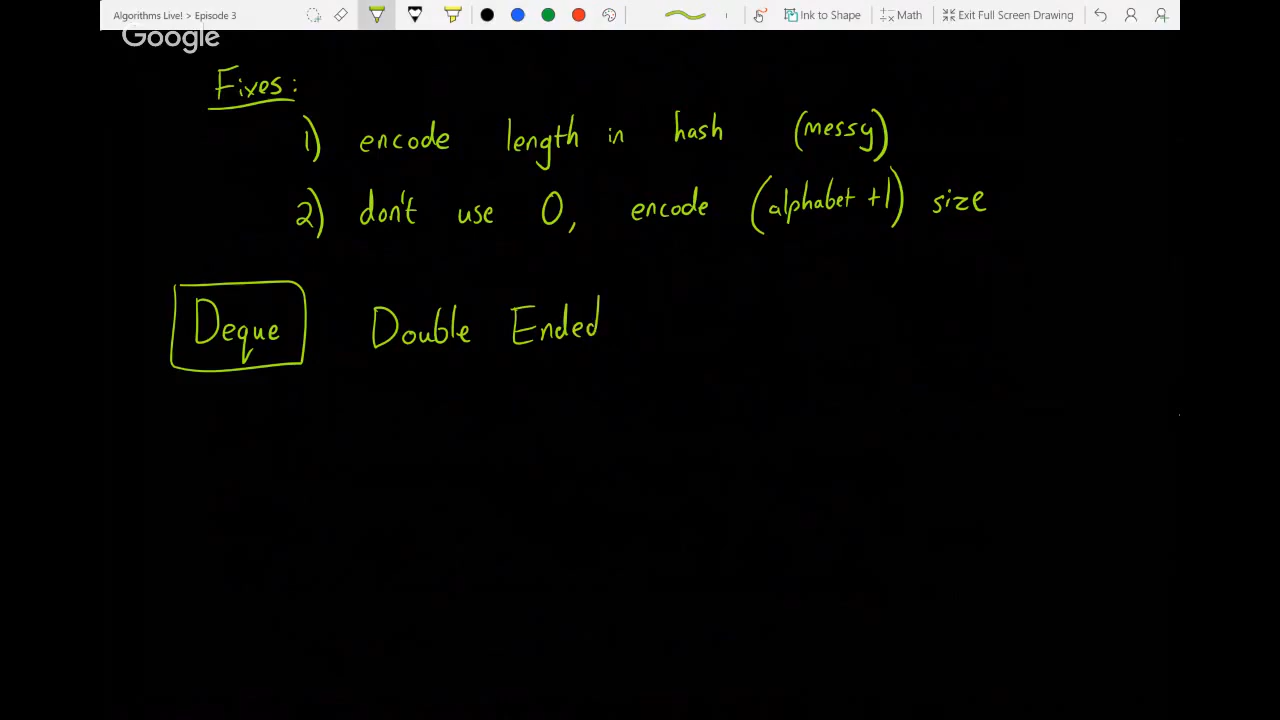 Algorithms Live! > Episode 3
Ink to Shape
Math
Exit Full Screen Drawing
Google
Fixes:
1) encode length in hash (messy)
2) don't use 0, encode (alphabet +1) size
Deque Double Ended